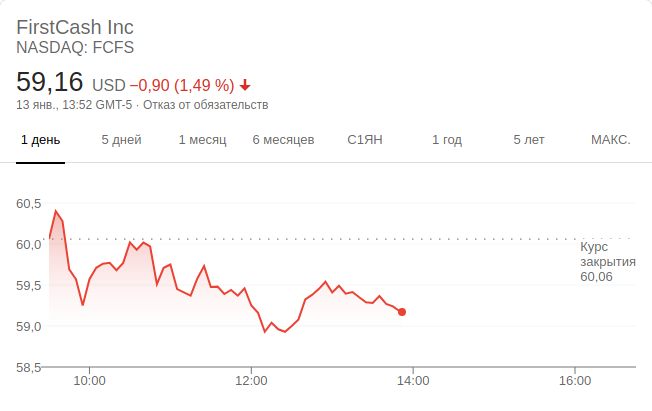 FirstCash Inc
NASDAQ: FCFS
59,16 USD −0,90 (1,49 %)
13 янв., 13:52 GMT-5 · Отказ от обязательств
1 день 5 дней 1 месяц 6 месяцев С1ЯН 1 год 5 лет МАКС.
60,5
60,0
Курс
закрытия
60,06
59,5
59,0
58,5
10:00 12:00 14:00 16:00